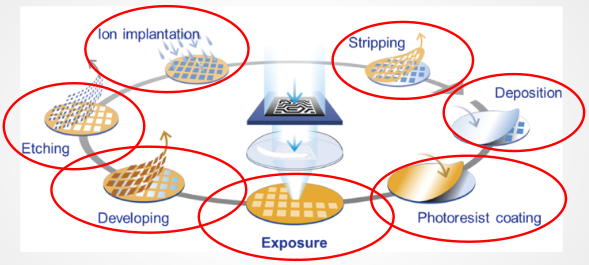 Ion implantation
Stripping
Deposition
Etching
Developing
Photoresist coating
Exposure